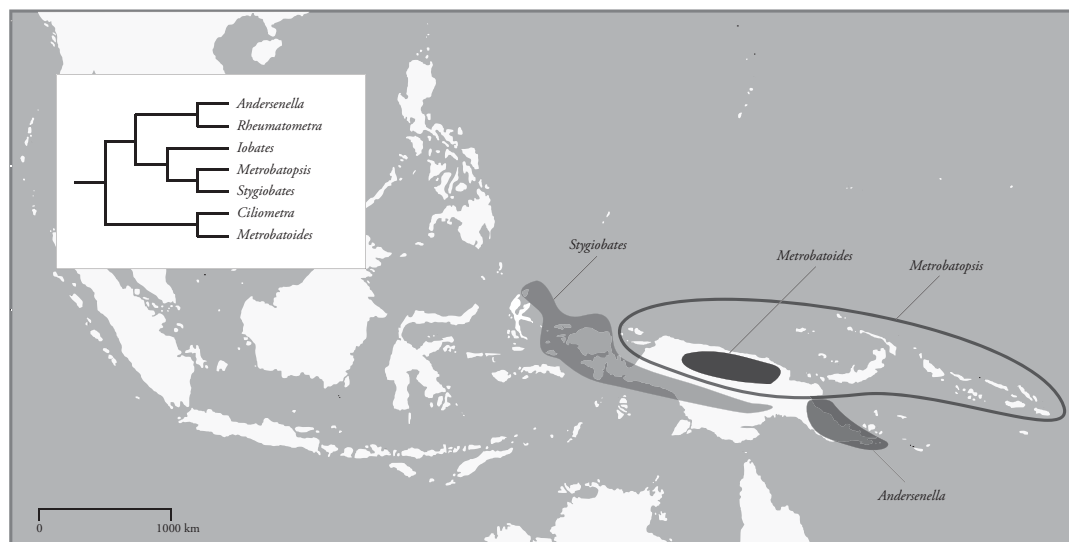 Andersenella
Rheumatometra
Iobates
Metrobatopsis
Stygiobates
Ciliometra
Metrobatoides
Stygiobates
Metrobatoides
Metrobatopsis
Andersenella
0 1000 km